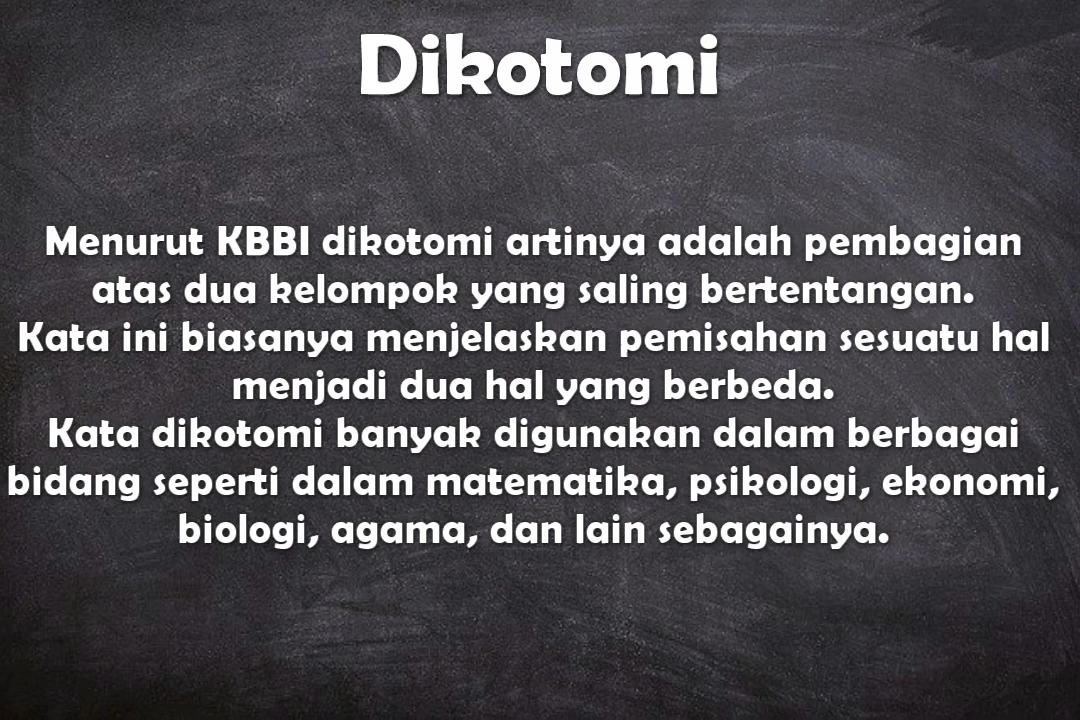 Dikotomi
Menurut KBBI dikotomi artinya adalah pembagian
atas dua kelompok yang saling bertentangan.
Kata ini biasanya menjelaskan pemisahan sesuatu hal
menjadi dua hal yang berbeda.
Kata dikotomi banyak digunakan dalam berbagai
bidang seperti dalam matematika, psikologi, ekonomi,
biologi, agama, dan lain sebagainya.